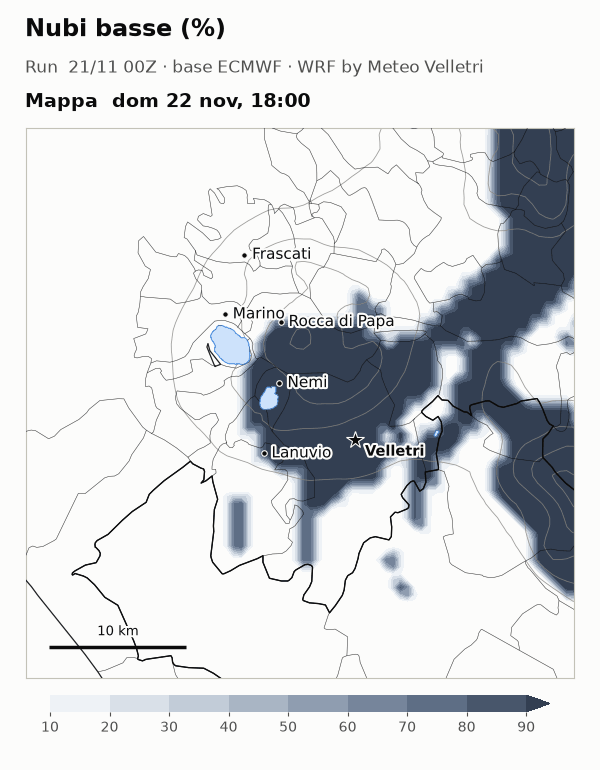 Nubi basse (%)
Run  21/11 00Z · base ECMWF · WRF by Meteo Velletri
Mappa  dom 22 nov, 18:00
Frascati
Marino
Rocca di Papa
Nemi
Lanuvio
Velletri
10 km
10 20 30 40 50 60 70 80 90